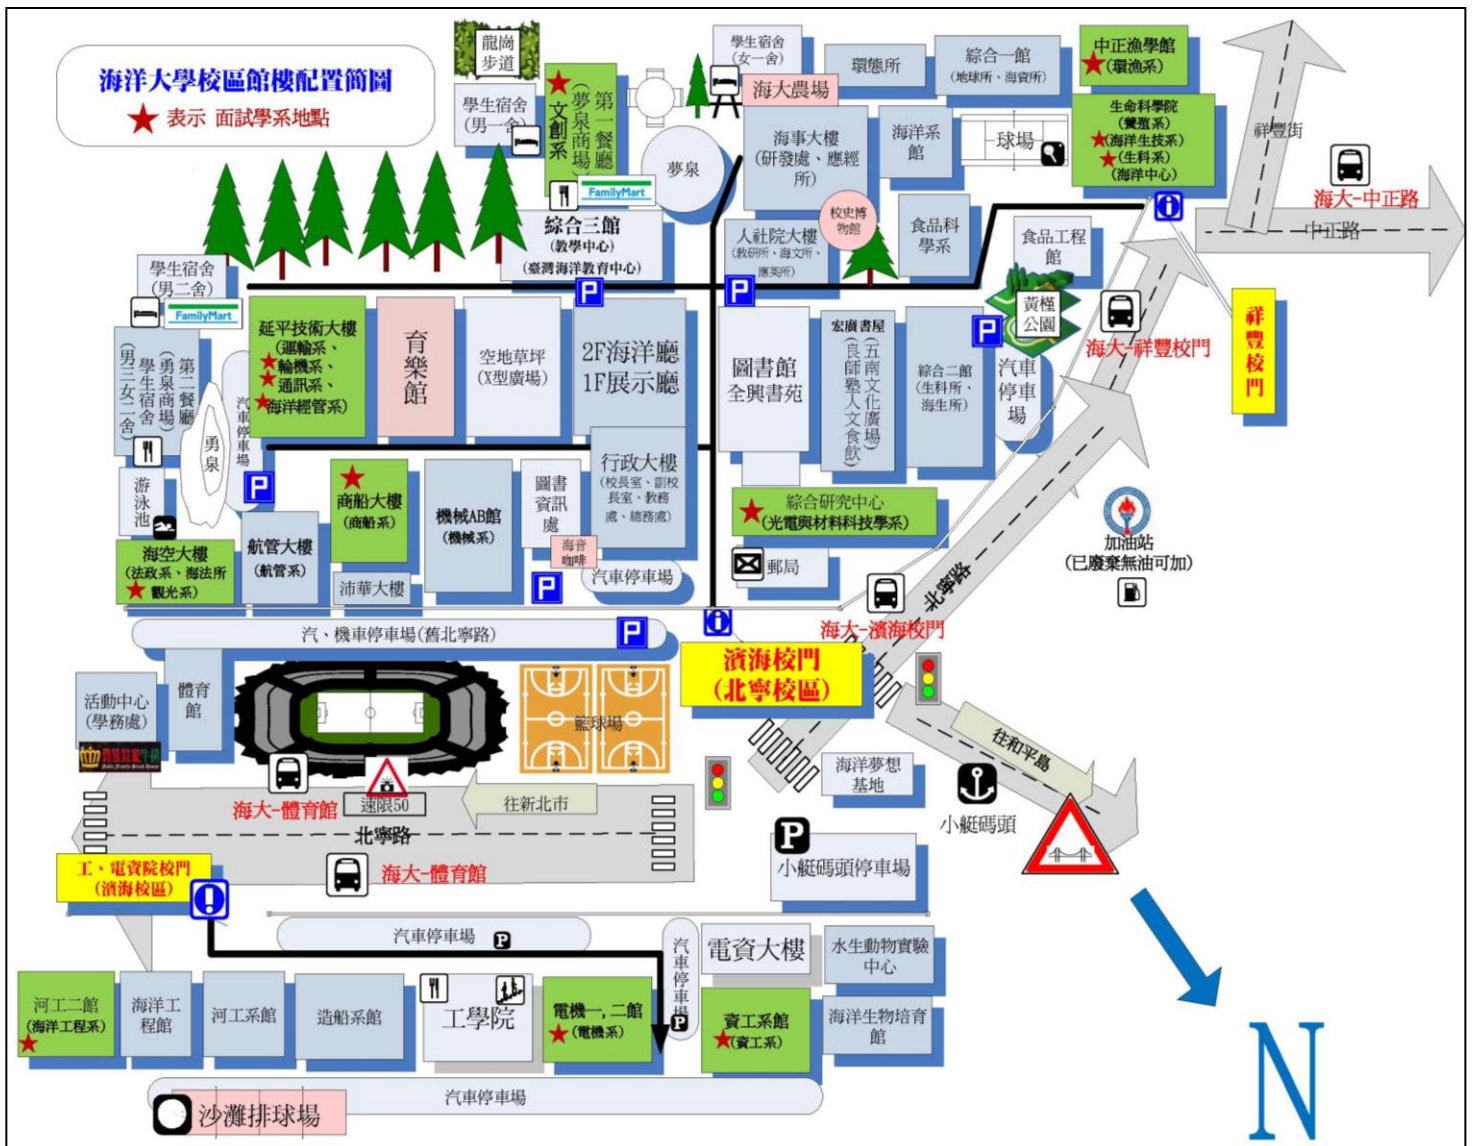 海洋大學校區館樓配置簡圖
表示 面試學系地點
龍崗
步道
學生宿舍
(男一舍)
文創系
第一餐廳
(夢泉商場)
FamilyMart
夢泉
學生宿舍
(女一舍)
海大農場
環態所
綜合一館
(地球所、海資所)
中正漁學館
(環漁系)
生命科學院
(養殖系)
(海洋生技系)
(生科系)
(海洋中心)
祥豐街
海大-中正路
中正路
海事大樓
(研發處、應經
所)
海洋系
館
球場
校史博
物館
人社院大樓
(教研所、海文所、
應英所)
食品科
學系
食品工程
館
綜合三館
(教學中心)
(臺灣海洋教育中心)
P
P
P
學生宿舍
(男二舍)
FamilyMart
第二餐廳
(勇泉商場)
學生宿舍
(男三女二舍)
勇泉
汽車停車場
P
延平技術大樓
(運輸系、
輪機系、
通訊系、
海洋經管系)
育樂館
空地草坪
(X型廣場)
2F海洋廳
1F展示廳
圖書館
全興書苑
宏廣書屋
(五南文化廣場)
(良師塾人文食飲)
綜合二館
(生科所、
海生所)
黃槿
公園
汽車停車場
海大-祥豐校門
祥豐校門
游泳池
海空大樓
(法政系、海法所
觀光系)
航管大樓
(航管系)
商船大樓
(商船系)
沛華大樓
機械AB館
(機械系)
圖書資訊處
海音
咖啡
P
行政大樓
(校長室、副校
長室、教務
處、總務處)
汽車停車場
綜合研究中心
(光電與材料科技學系)
郵局
加油站
(已廢棄無油可加)
北寧路
海大-濱海校門
汽、機車停車場(舊北寧路)
P
濱海校門
(北寧校區)
活動中心
(學務處)
體育館
籃球場
海大-體育館
速限50
往新北市
北寧路
海大-體育館
海洋夢想
基地
往和平島
小艇碼頭
P
小艇碼頭停車場
工、電資院校門
(濱海校區)
汽車停車場
P
汽車停車場
P
電資大樓
水生動物實驗
中心
河工二館
(海洋工程系)
海洋工
程館
河工系館
造船系館
工學院
電機一,二館
(電機系)
資工系館
(資工系)
海洋生物培育
館
汽車停車場
沙灘排球場
N